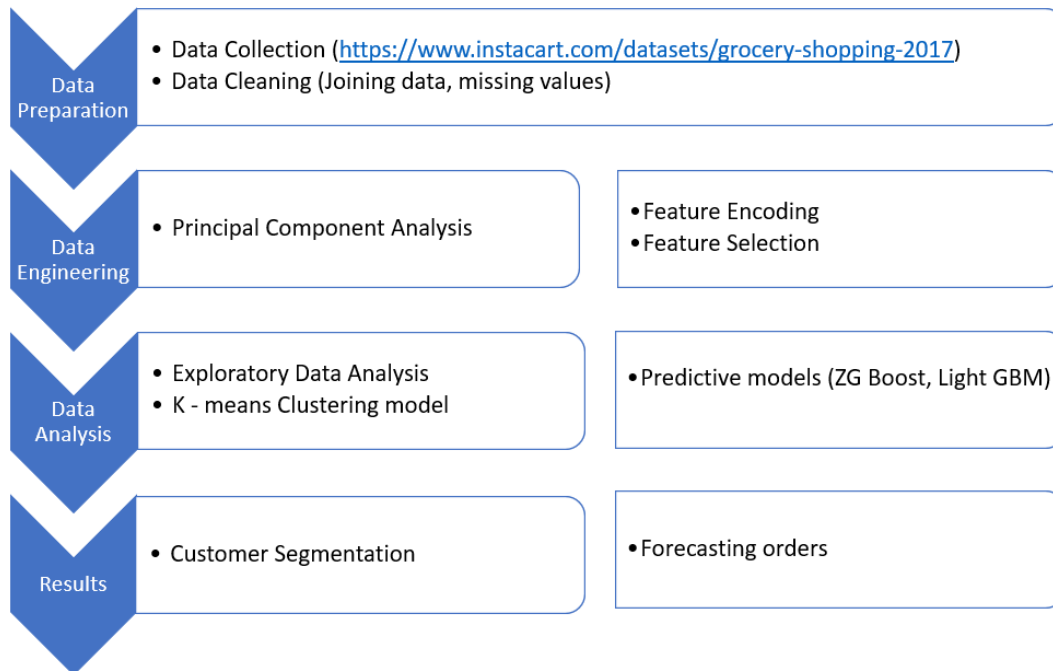 Data
Preparation
• Data Collection (https://www.instacart.com/datasets/grocery-shopping-2017)
• Data Cleaning (Joining data, missing values)
Data
Engineering
• Principal Component Analysis
•Feature Encoding
•Feature Selection
Data
Analysis
• Exploratory Data Analysis
• K - means Clustering model
•Predictive models (ZG Boost, Light GBM)
Results
• Customer Segmentation
•Forecasting orders